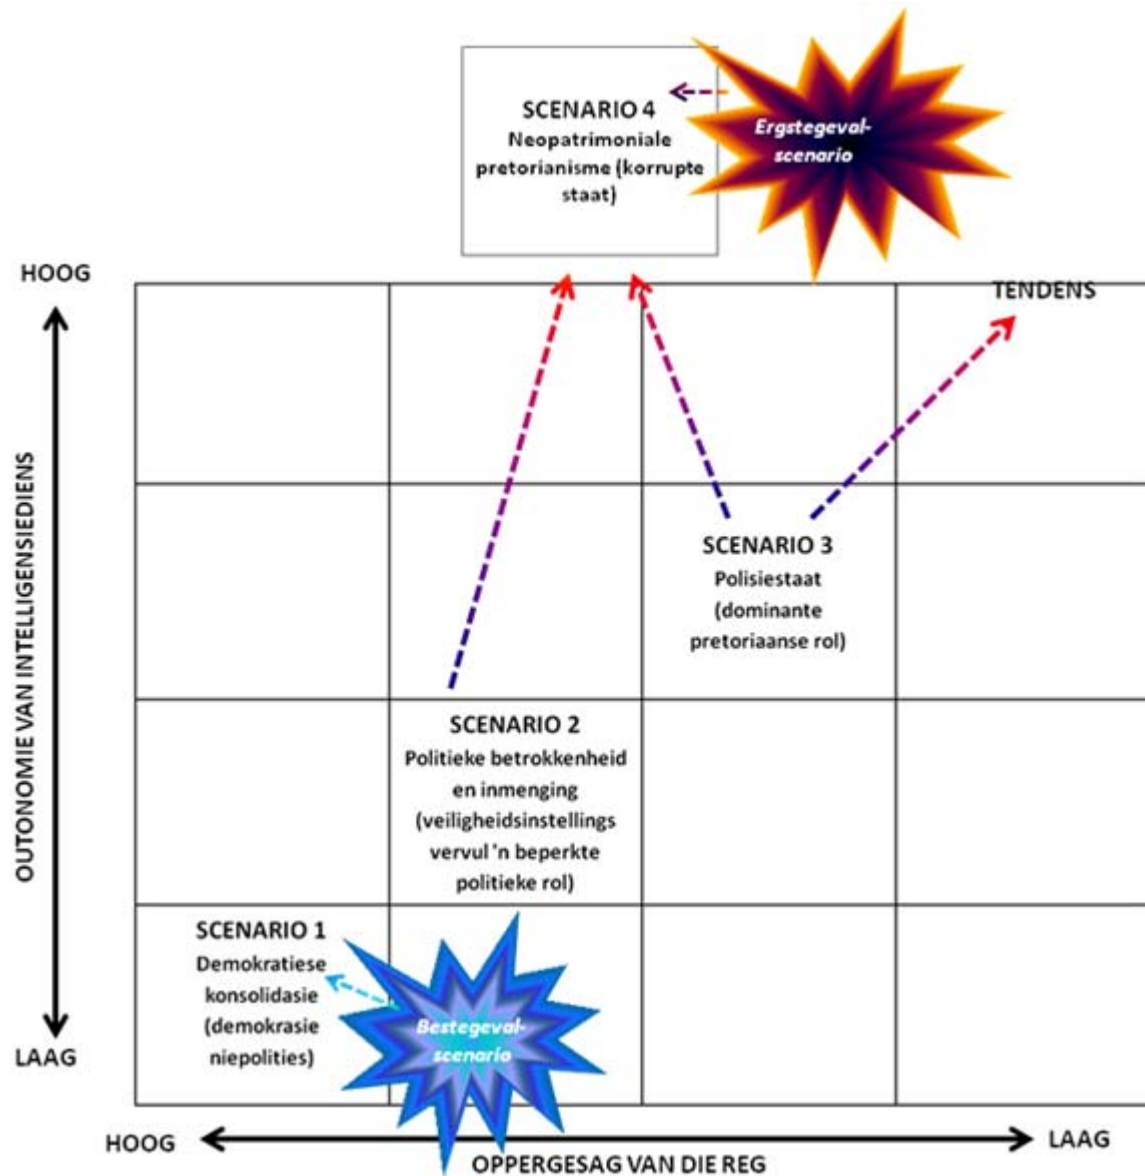 SCENARIO 4
Neopatrimoniale
pretorianisme (korrupte
staat)
Ergstegeval-
scenario
HOOG
TENDENS
OUTONOMIE VAN INTELLIGENSIEDIENS
SCENARIO 3
Polisiestaat
(dominante
pretoriaanse rol)
SCENARIO 2
Politieke betrokkenheid
en inmenging
(veiligheidsinstellings
vervul 'n beperkte
politieke rol)
SCENARIO 1
Demokratiese
konsolidasie
(demokrasie
niepolities)
Bestegeval-
scenario
LAAG
HOOG
LAAG
OPPERGESAG VAN DIE REG